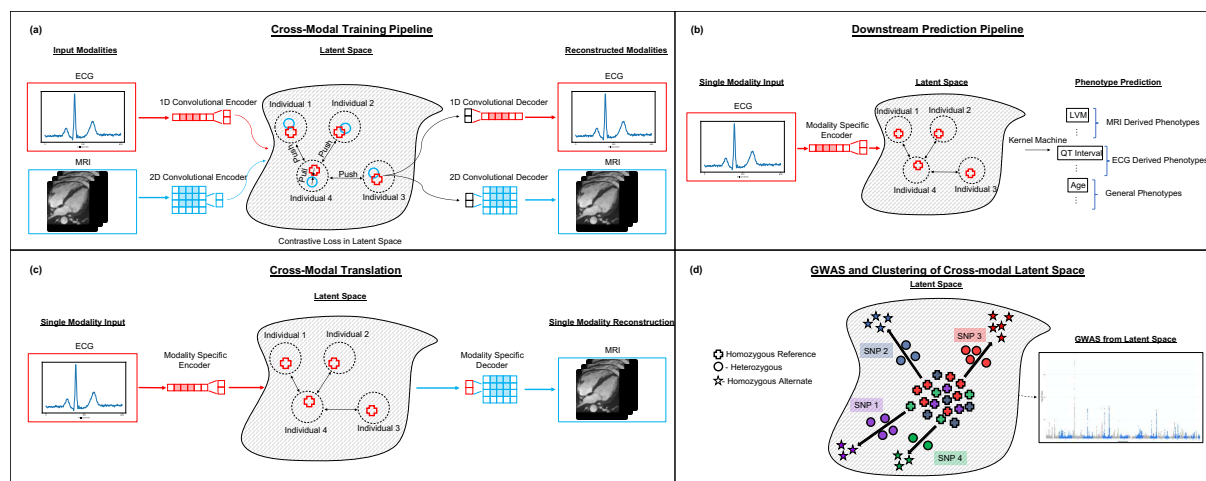 (a)
Cross-Modal Training Pipeline
Input Modalities
Latent Space
Reconstructed Modalities
ECG
1D Convolutional Encoder
Individual 1
Individual 2
1D Convolutional Decoder
ECG
Push
Push
MRI
2D Convolutional Encoder
Pull
Push
Individual 4
Individual 3
2D Convolutional Decoder
MRI
Contrastive Loss in Latent Space
(b)
Downstream Prediction Pipeline
Single Modality Input
Latent Space
Phenotype Prediction
ECG
Modality Specific
Encoder
Individual 1
Individual 2
Individual 4
Individual 3
Kernel Machine
LVM
MRI Derived Phenotypes
QT Interval
ECG Derived Phenotypes
Age
General Phenotypes
(c)
Cross-Modal Translation
Latent Space
Single Modality Input
Single Modality Reconstruction
ECG
Modality Specific
Encoder
Individual 1
Individual 2
Individual 4
Individual 3
Modality Specific
Decoder
MRI
(d)
GWAS and Clustering of Cross-modal Latent Space
Latent Space
- Homozygous Reference
- Heterozygous
- Homozygous Alternate
SNP 2
SNP 3
SNP 1
SNP 4
GWAS from Latent Space